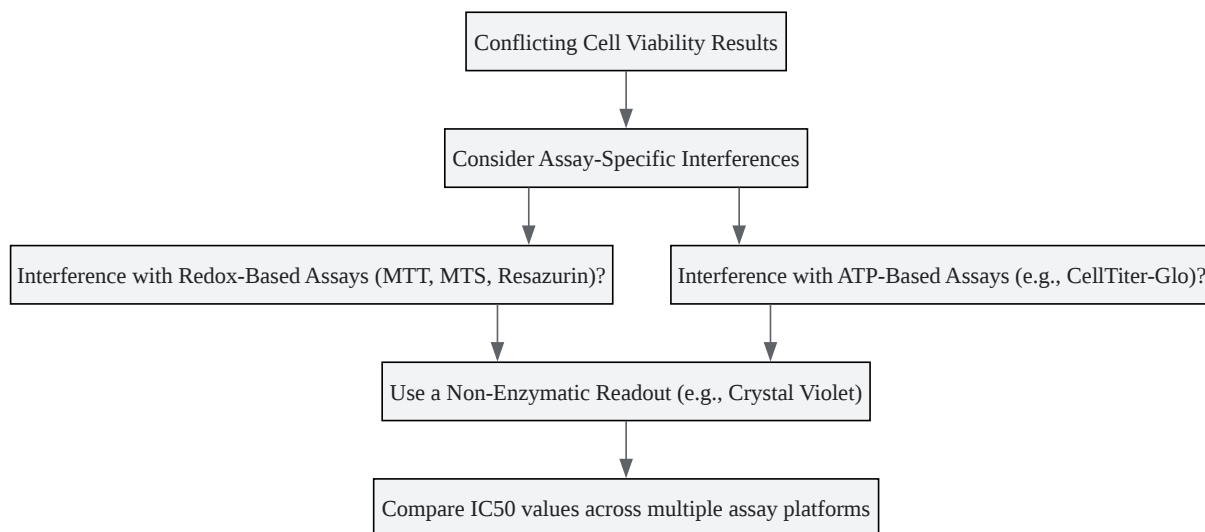 Conflicting Cell Viability Results
Consider Assay-Specific Interferences
Interference with Redox-Based Assays (MTT, MTS, Resazurin)?
Interference with ATP-Based Assays (e.g., CellTiter-Glo)?
Use a Non-Enzymatic Readout (e.g., Crystal Violet)
Compare IC50 values across multiple assay platforms